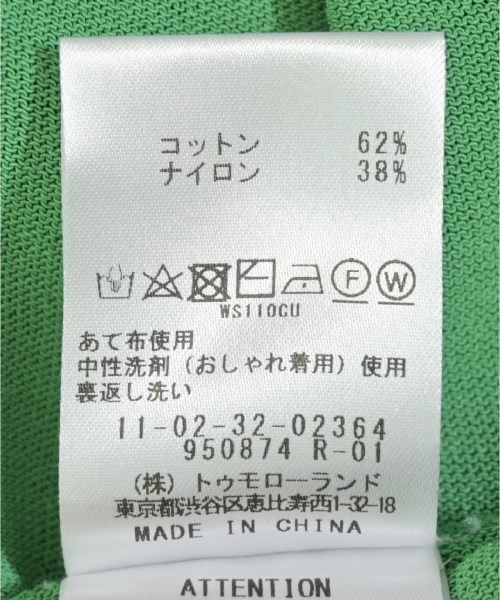 コットン 62%
ナイロン 38%
F W
WS110CU
あて布使用
中性洗剤(おしゃれ着用)使用
裏返し洗い
11-02-32-02364
950874 R-01
(株)トゥモローランド
東京都渋谷区恵比寿西1-32-18
MADE IN CHINA
ATTENTION